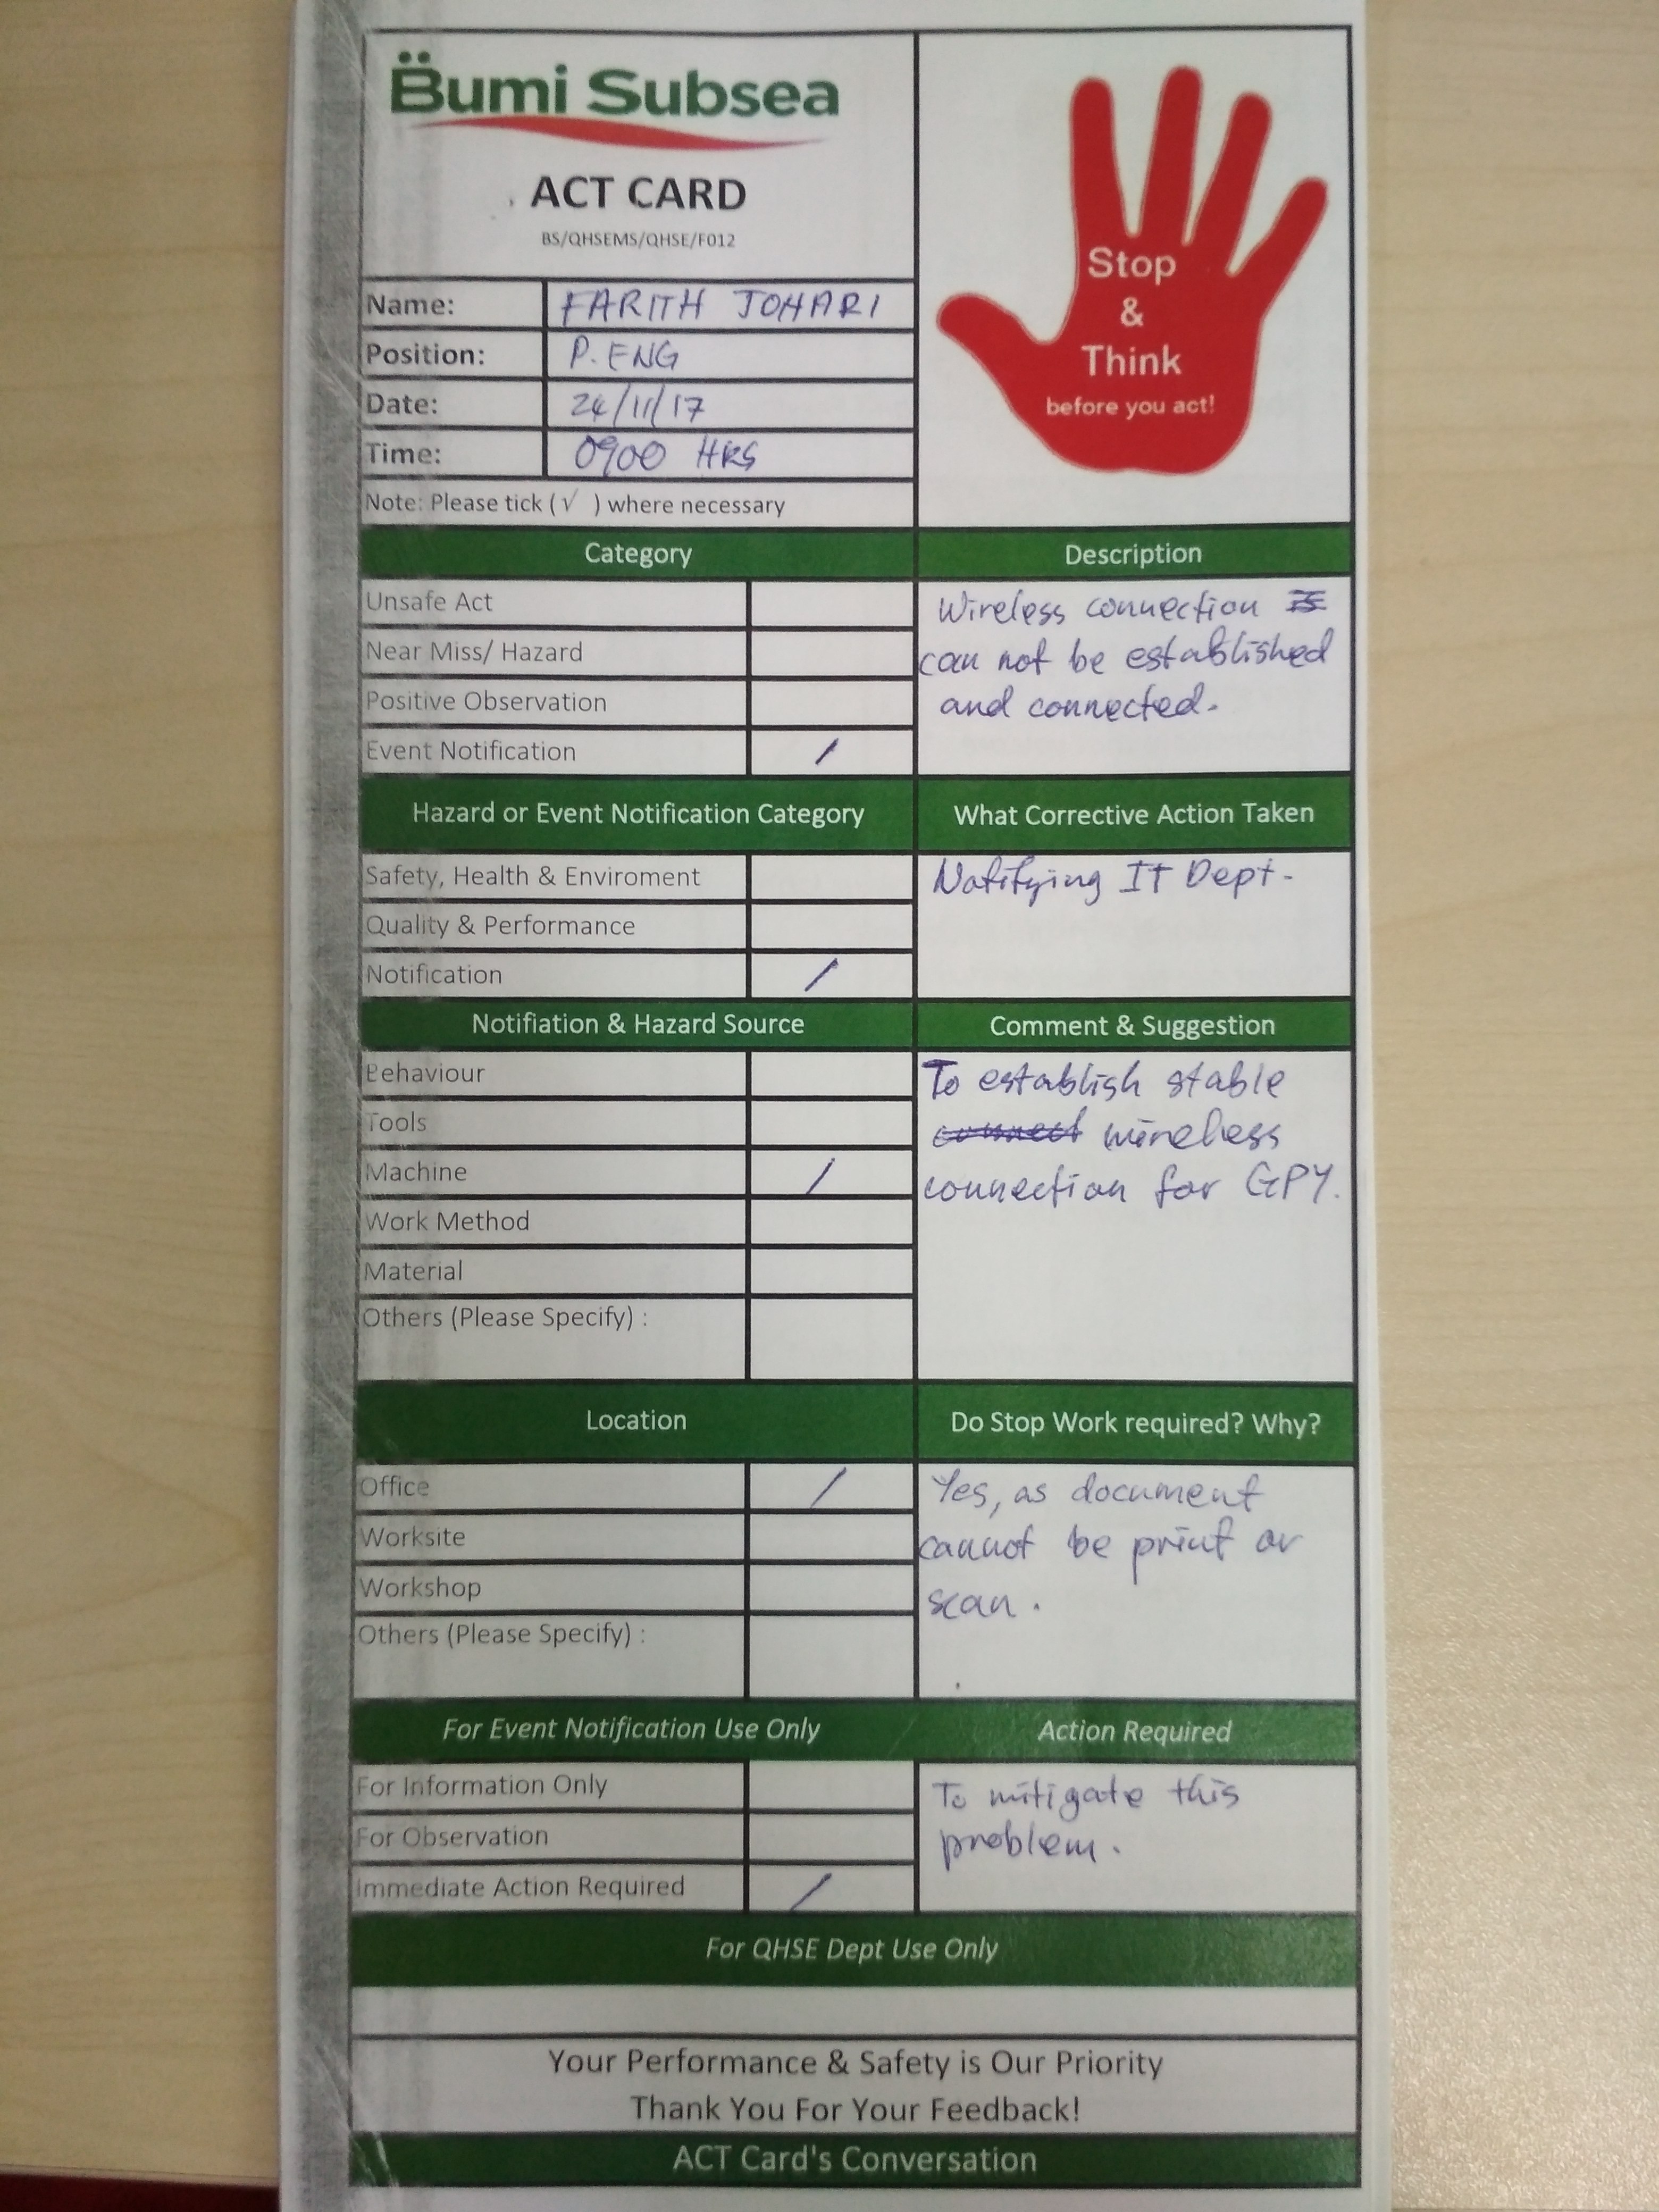 Bumi Subsea
ACT CARD
BS/QHSEMS/QHSE/F012
Stop
&
Think
before you act!
Name: FARITH JOHARI
Position: P. ENG
Date: 24/11/17
Time: 0900 HRS
Note: Please tick (√ ) where necessary
Category
Description
Unsafe Act
Near Miss/ Hazard
Positive Observation
Event Notification /
Wireless connection
can not be established
and connected.
Hazard or Event Notification Category
What Corrective Action Taken
Safety, Health & Enviroment
Quality & Performance
Notification /
Notifying IT Dept.
Notifiation & Hazard Source
Comment & Suggestion
Behaviour
Tools
Machine /
Work Method
Material
Others (Please Specify) :
To establish stable
connect wireless
connection for GPY.
Location
Do Stop Work required? Why?
Office /
Worksite
Workshop
Others (Please Specify) :
Yes, as document
cannot be print or
scan.
For Event Notification Use Only
Action Required
For Information Only
For Observation
Immediate Action Required /
To mitigate this
problem.
For QHSE Dept Use Only
Your Performance & Safety is Our Priority
Thank You For Your Feedback!
ACT Card's Conversation